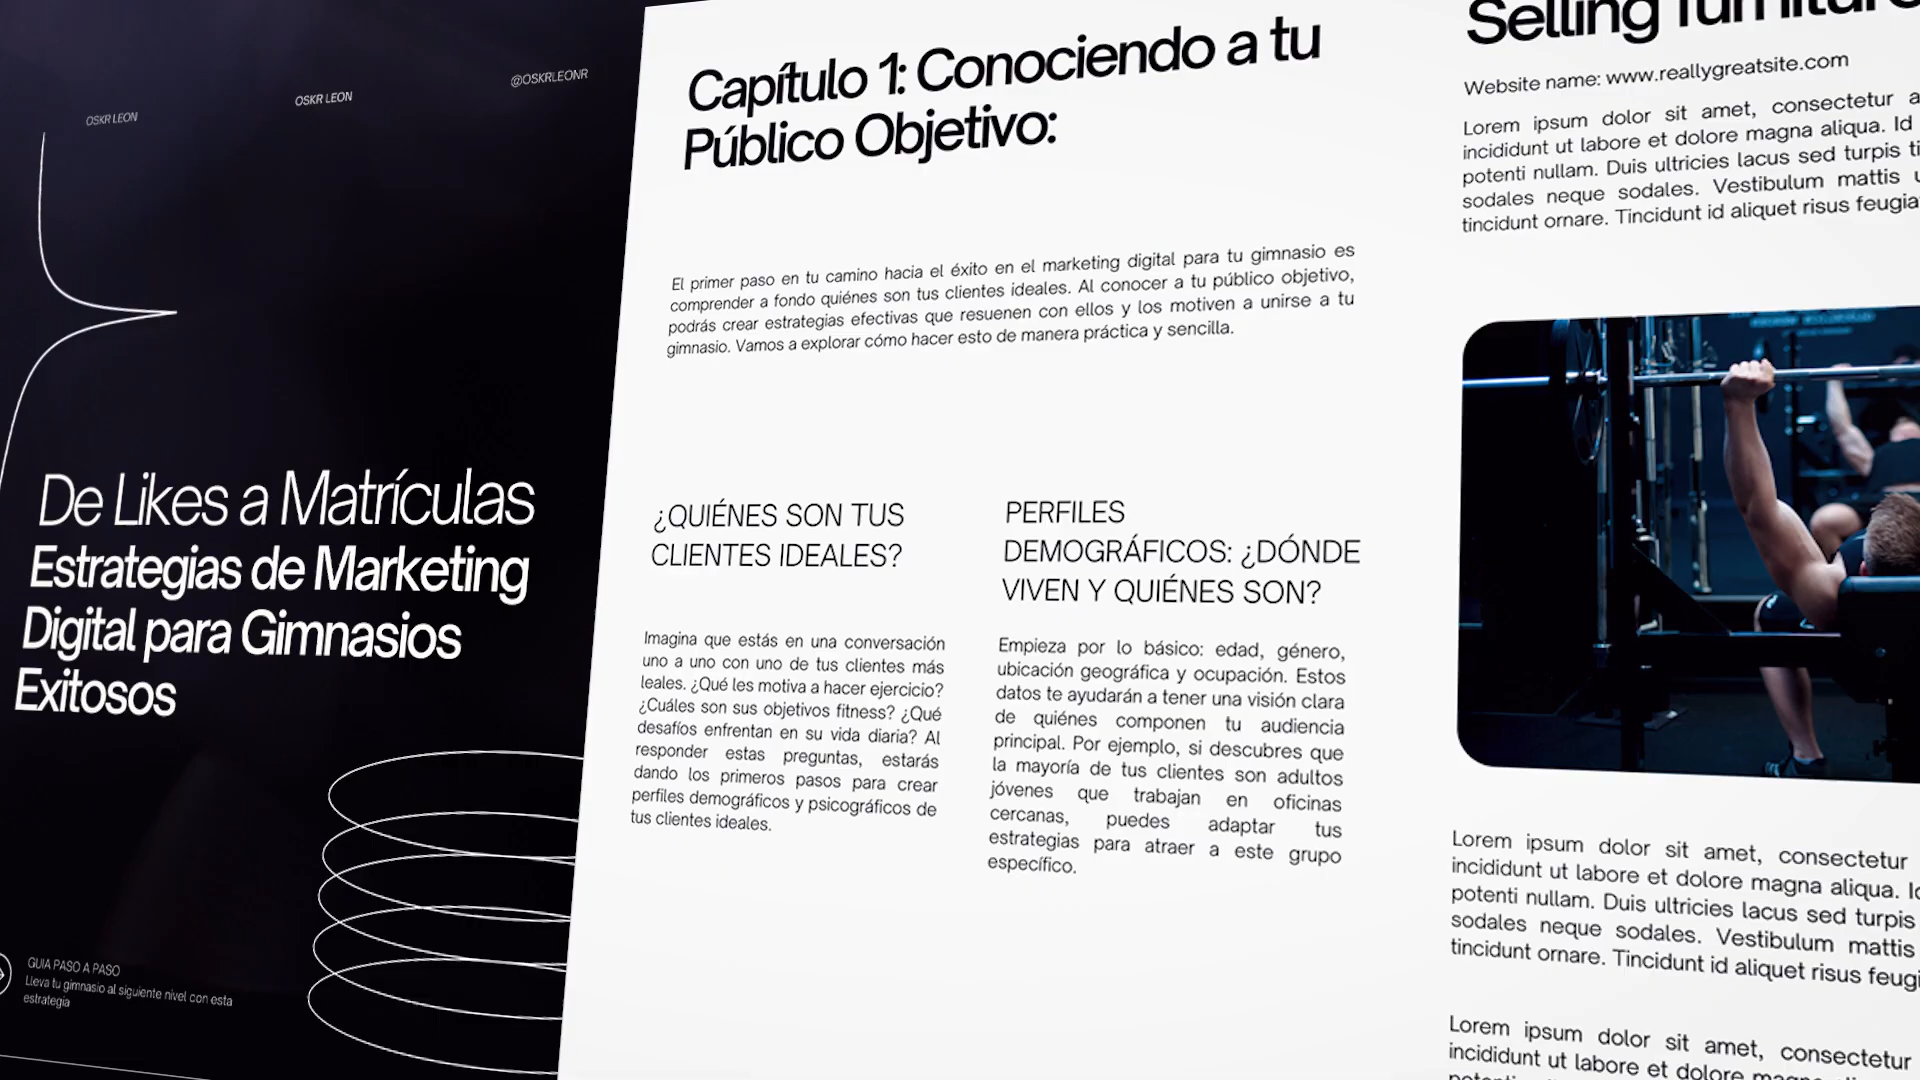 OSKR LEON
OSKR LEON
@OSKRLEONR
De Likes a Matrículas
Estrategias de Marketing
Digital para Gimnasios
Exitosos
GUIA PASO A PASO
Lleva tu gimnasio al siguiente nivel con esta
estrategia
Capítulo 1: Conociendo a tu
Público Objetivo:
El primer paso en tu camino hacia el éxito en el marketing digital para tu gimnasio es
comprender a fondo quiénes son tus clientes ideales. Al conocer a tu público objetivo,
podrás crear estrategias efectivas que resuenen con ellos y los motiven a unirse a tu
gimnasio. Vamos a explorar cómo hacer esto de manera práctica y sencilla.
¿QUIÉNES SON TUS
CLIENTES IDEALES?
Imagina que estás en una conversación
uno a uno con uno de tus clientes más
leales. ¿Qué les motiva a hacer ejercicio?
¿Cuáles son sus objetivos fitness? ¿Qué
desafíos enfrentan en su vida diaria? Al
responder estas preguntas, estarás
dando los primeros pasos para crear
perfiles demográficos y psicográficos de
tus clientes ideales.
PERFILES
DEMOGRÁFICOS: ¿DÓNDE
VIVEN Y QUIÉNES SON?
Empieza por lo básico: edad, género,
ubicación geográfica y ocupación. Estos
datos te ayudarán a tener una visión clara
de quiénes componen tu audiencia
principal. Por ejemplo, si descubres que
la mayoría de tus clientes son adultos
jóvenes que trabajan en oficinas
cercanas, puedes adaptar tus
estrategias para atraer a este grupo
específico.
Selling furniture
Website name: www.reallygreatsite.com
Lorem ipsum dolor sit amet, consectetur a
incididunt ut labore et dolore magna aliqua. Id
potenti nullam. Duis ultricies lacus sed turpis ti
sodales neque sodales. Vestibulum mattis u
tincidunt ornare. Tincidunt id aliquet risus feugia
Lorem ipsum dolor sit amet, consectetur
incididunt ut labore et dolore magna aliqua. Id
potenti nullam. Duis ultricies lacus sed turpis
sodales neque sodales. Vestibulum mattis
tincidunt ornare. Tincidunt id aliquet risus feugi
Lorem ipsum dolor sit amet, consectetur
incididunt ut labore et dolore magna aliqua.